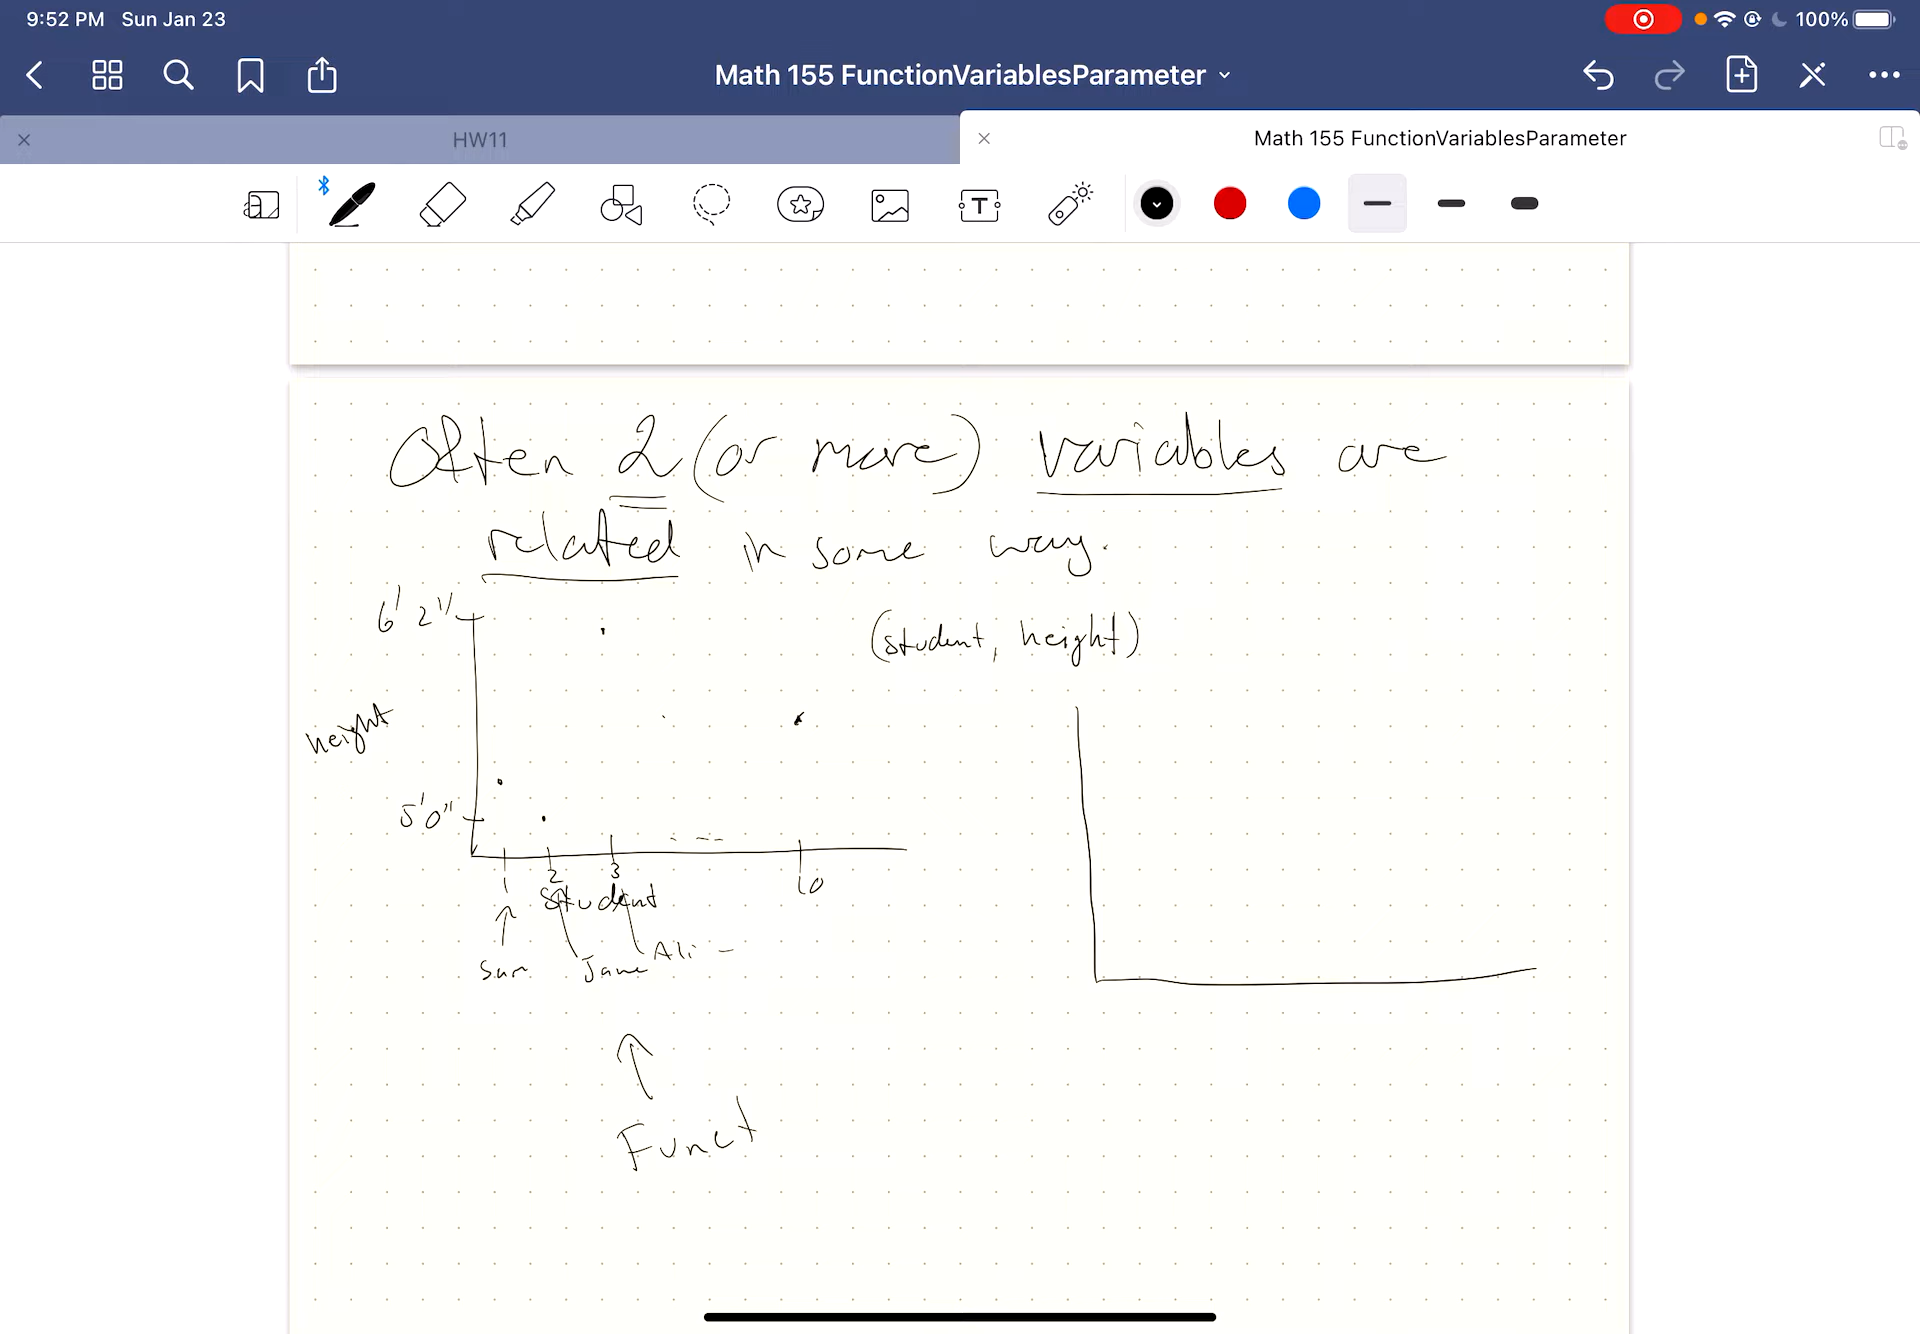 9:52 PM Sun Jan 23
100%
Math 155 FunctionVariablesParameter
HW11
Math 155 FunctionVariablesParameter
a
T
Often 2 (or more) variables are
related in some way.
6' 2"
(student, height)
height
5'0"
1 2 3 --- 10
Student
Sam Jane Ali -
Funct